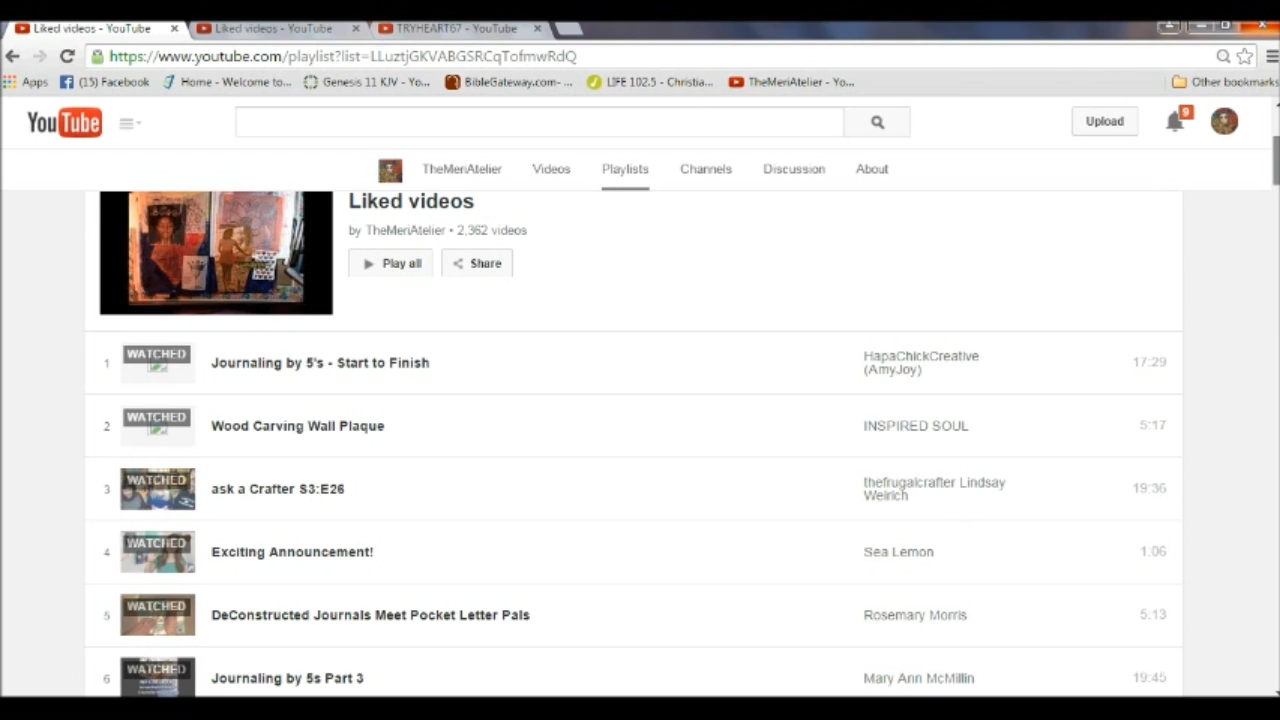 Liked videos - YouTube
Liked videos - YouTube
TRYHEART67 - YouTube
https://www.youtube.com/playlist?list=LLuztjGKVABGSRCqTofmwRdQ
Apps
(15) Facebook
Home - Welcome to...
Genesis 11 KJV - Yo...
BibleGateway.com-...
LIFE 102.5 - Christia...
TheMeriAtelier - Yo...
Other bookmarks
YouTube
Upload
9
TheMeriAtelier
Videos
Playlists
Channels
Discussion
About
Liked videos
by TheMeriAtelier • 2,362 videos
Play all
Share
1
WATCHED
Journaling by 5's - Start to Finish
HapaChickCreative
(AmyJoy)
17:29
2
WATCHED
Wood Carving Wall Plaque
INSPIRED SOUL
5:17
3
WATCHED
ask a Crafter S3:E26
thefrugalcrafter Lindsay
Weirich
19:36
4
WATCHED
Exciting Announcement!
Sea Lemon
1:06
5
WATCHED
DeConstructed Journals Meet Pocket Letter Pals
Rosemary Morris
5:13
6
WATCHED
Journaling by 5s Part 3
Mary Ann McMillin
19:45